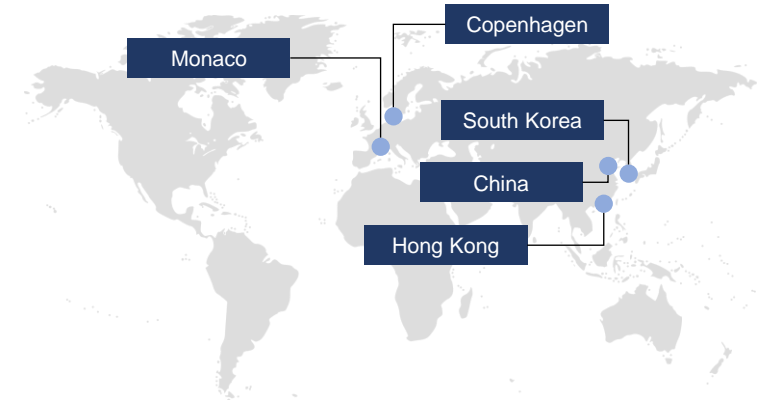 Copenhagen
Monaco
South Korea
China
Hong Kong